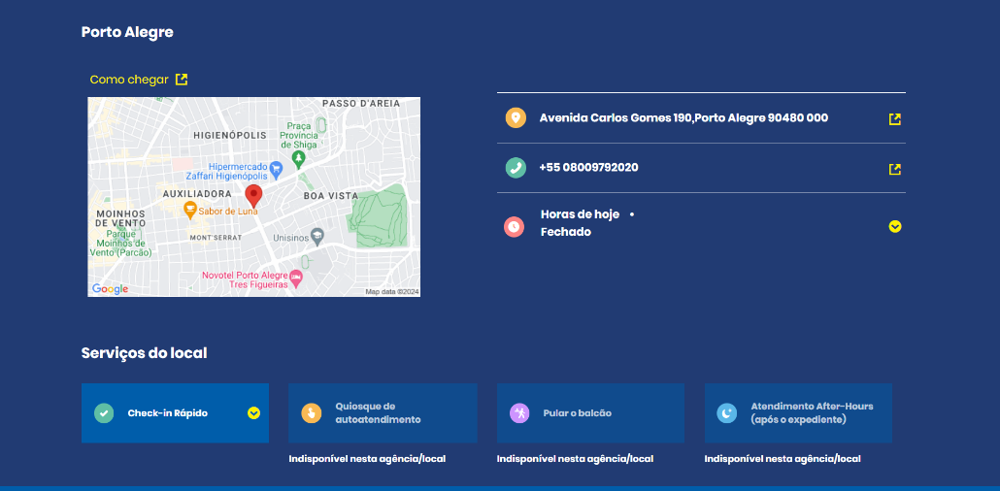 Porto Alegre
Como chegar
PASSO D'AREIA
Praça
Província
de Shiga
HIGIENÓPOLIS
Hipermercado
Zaffari Higienópolis
AUXILIADORA
BOA VISTA
Sabor de Luna
MOINHOS
DE VENTO
MONT'SERRAT
Unisinos
Parque
Moinhos de
Vento (Parcão)
Novotel Porto Alegre
Tres Figueiras
Google
Map data ©2024
Avenida Carlos Gomes 190,Porto Alegre 90480 000
+55 08009792020
Horas de hoje •
Fechado
Serviços do local
Check-in Rápido
Quiosque de
autoatendimento
Indisponível nesta agência/local
Pular o balcão
Indisponível nesta agência/local
Atendimento After-Hours
(após o expediente)
Indisponível nesta agência/local